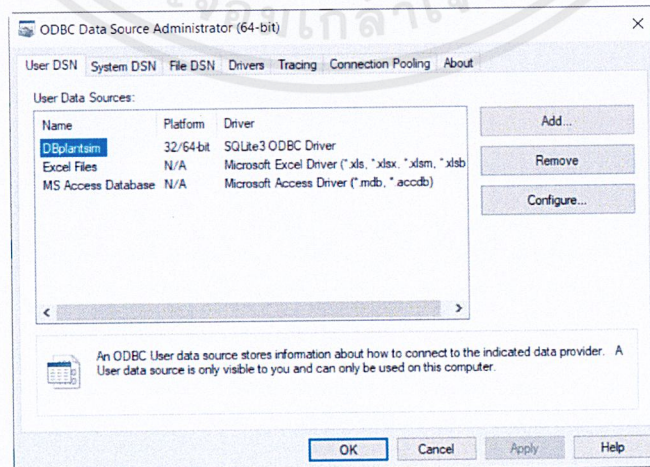 ODBC Data Source Administrator (64-bit)
User DSN System DSN File DSN Drivers Tracing Connection Pooling About
User Data Sources:
Name Platform Driver
DBplantsim 32/64-bit SQLite3 ODBC Driver
Excel Files N/A Microsoft Excel Driver (*.xls, *.xlsx, *.xlsm, *.xlsb
MS Access Database N/A Microsoft Access Driver (*.mdb, *.accdb)
Add...
Remove
Configure...
An ODBC User data source stores information about how to connect to the indicated data provider. A
User data source is only visible to you and can only be used on this computer.
OK Cancel Apply Help